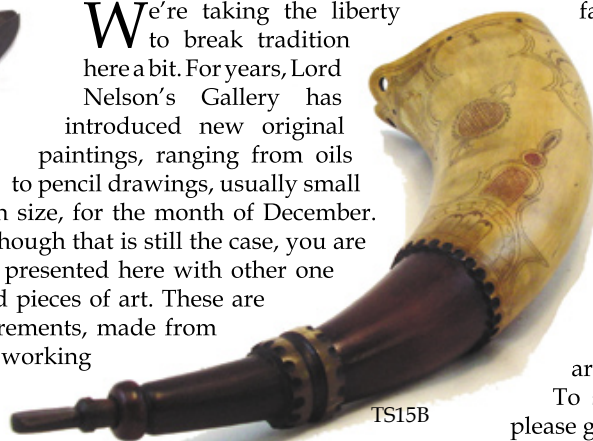 We're taking the liberty
to break tradition
here a bit. For years, Lord
Nelson's Gallery has
introduced new original
paintings, ranging from oils
to pencil drawings, usually small
size, for the month of December.
that is still the case, you are
presented here with other one
pieces of art. These are
made from
working
TS15B
To
please